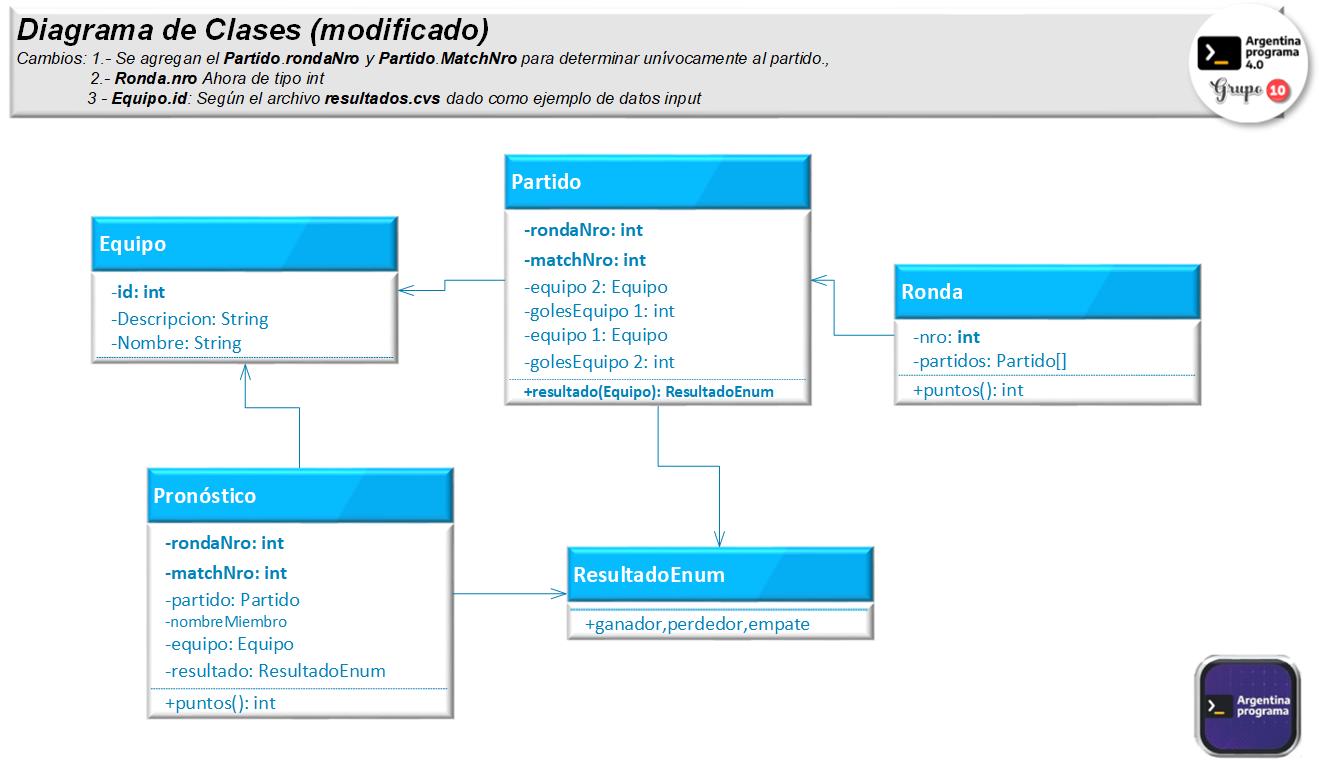 Diagrama de Clases (modificado)
Cambios: 1.- Se agregan el Partido.rondaNro y Partido.MatchNro para determinar unívocamente al partido.,
2.- Ronda.nro Ahora de tipo int
3 - Equipo.id: Según el archivo resultados.cvs dado como ejemplo de datos input
Argentina
programa
4.0
Grupo 10
Partido
-rondaNro: int
-matchNro: int
-equipo 2: Equipo
-golesEquipo 1: int
-equipo 1: Equipo
-golesEquipo 2: int
+resultado(Equipo): ResultadoEnum
Equipo
-id: int
-Descripcion: String
-Nombre: String
Ronda
-nro: int
-partidos: Partido[]
+puntos(): int
Pronóstico
-rondaNro: int
-matchNro: int
-partido: Partido
-nombreMiembro
-equipo: Equipo
-resultado: ResultadoEnum
+puntos(): int
ResultadoEnum
+ganador,perdedor,empate
Argentina
programa